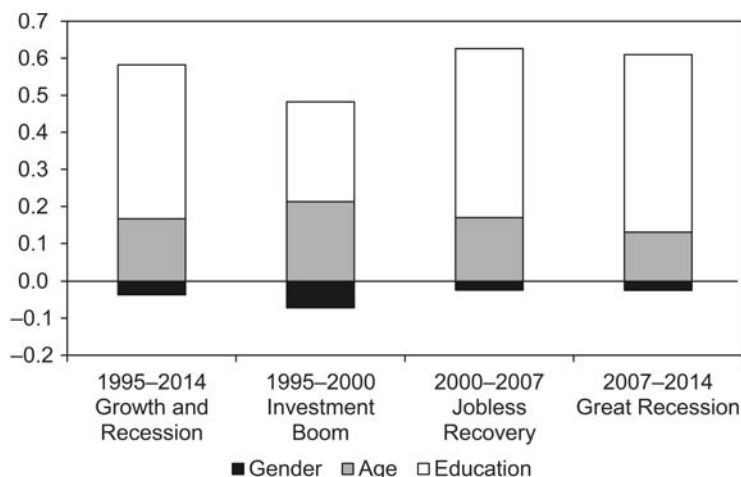 0.7
0.6
0.5
0.4
0.3
0.2
0.1
0.0
–0.1
–0.2
1995–2014 1995–2000 2000–2007 2007–2014
Growth and Investment Jobless Great Recession
Recession Boom Recovery
Gender Age Education